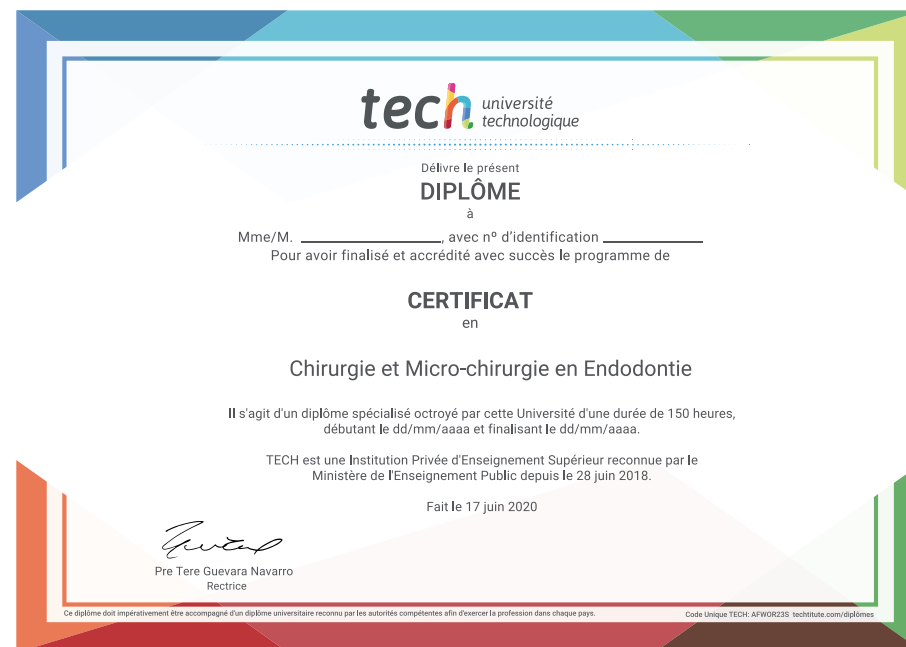 tech université
technologique
Délivre le présent
DIPLÔME
à
Mme/M. ____________, avec nº d'identification ____________
Pour avoir finalisé et accrédité avec succès le programme de
CERTIFICAT
en
Chirurgie et Micro-chirurgie en Endodontie
Il s'agit d'un diplôme spécialisé octroyé par cette Université d'une durée de 150 heures,
débutant le dd/mm/aaaa et finalisant le dd/mm/aaaa.
TECH est une Institution Privée d'Enseignement Supérieur reconnue par le
Ministère de l'Enseignement Public depuis le 28 juin 2018.
Fait le 17 juin 2020
Pre Tere Guevara Navarro
Rectrice
Ce diplôme doit impérativement être accompagné d'un diplôme universitaire reconnu par les autorités compétentes afin d'exercer la profession dans chaque pays.
Code Unique TECH: AFWOR23S techtitute.com/diplômes